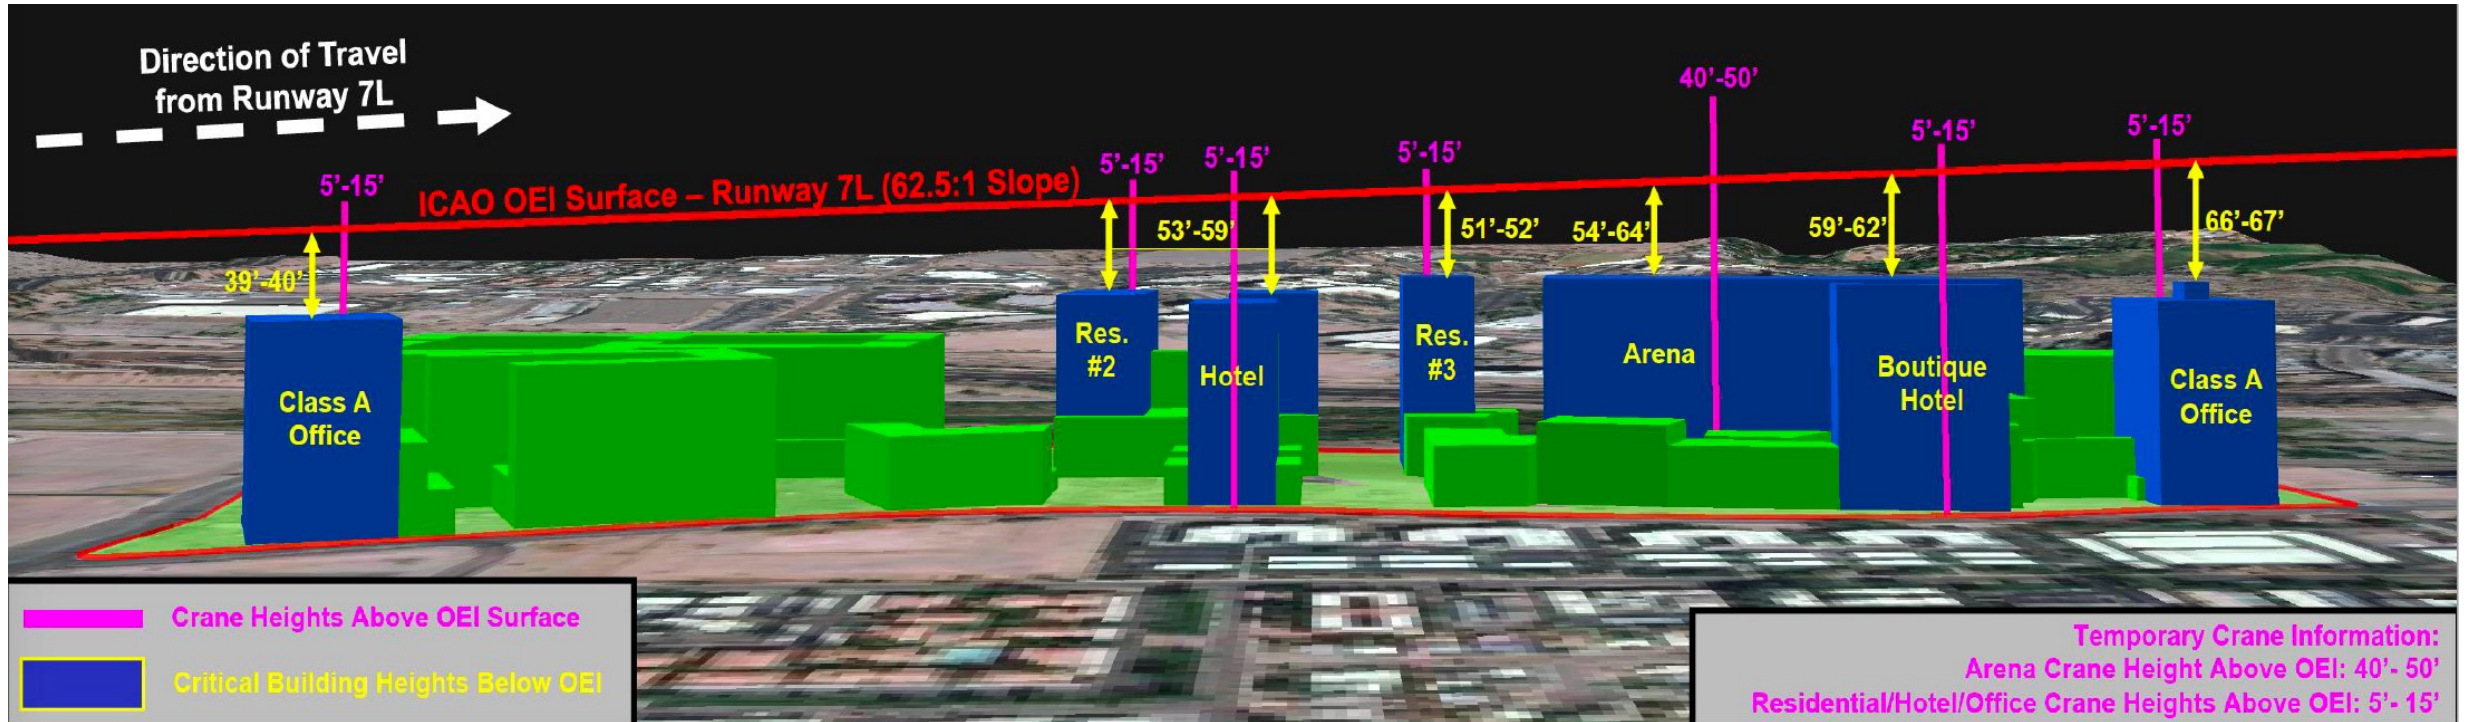 Direction of Travel
from Runway 7L
40’-50’
5’-15’
5’-15’
5’-15’
5’-15’
5’-15’
5’-15’
ICAO OEI Surface – Runway 7L (62.5:1 Slope)
39’-40’
53’-59’
51’-52’
54’-64’
59’-62’
66’-67’
Class A
Office
Res.
#2
Hotel
Res.
#3
Arena
Boutique
Hotel
Class A
Office
Crane Heights Above OEI Surface
Critical Building Heights Below OEI
Temporary Crane Information:
Arena Crane Height Above OEI: 40’- 50’
Residential/Hotel/Office Crane Heights Above OEI: 5’- 15’